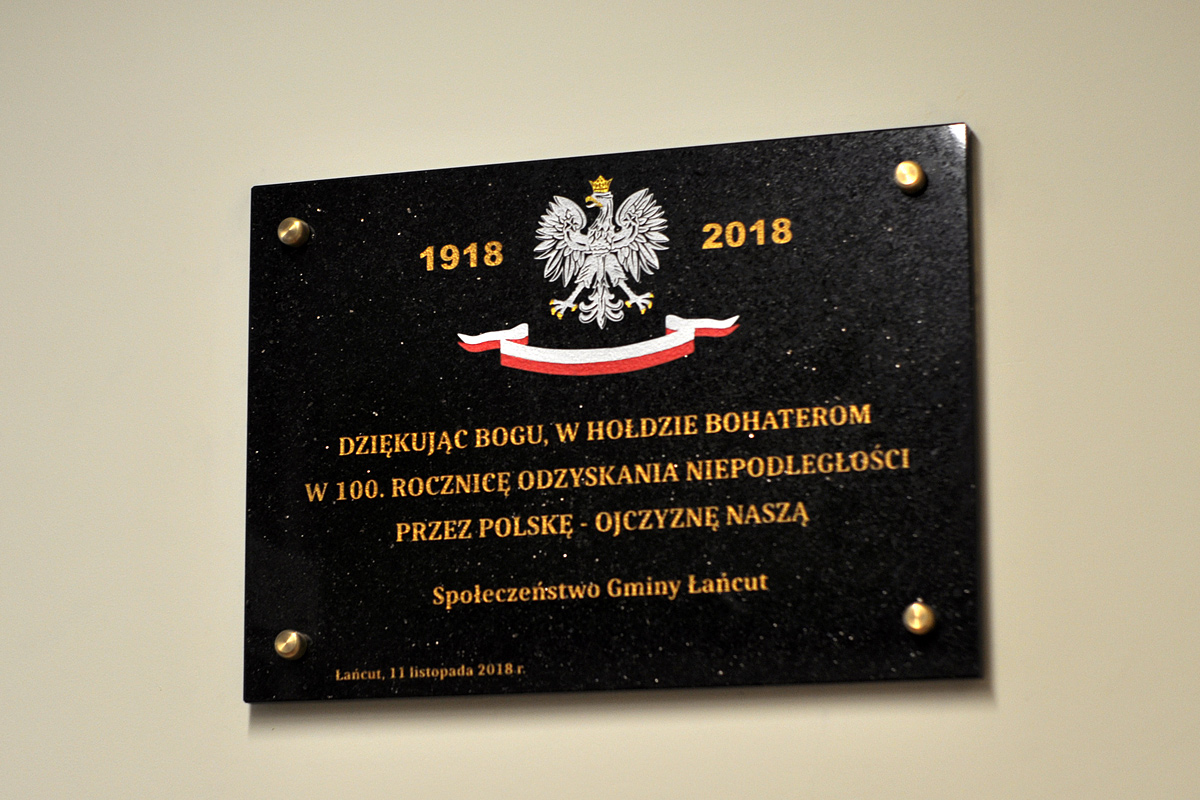 1918 2018
DZIĘKUJĄC BOGU, W HOŁDZIE BOHATEROM
W 100. ROCZNICĘ ODZYSKANIA NIEPODLEGŁOŚCI
PRZEZ POLSKĘ - OJCZYZNĘ NASZĄ
Społeczeństwo Gminy Łańcut
Łańcut, 11 listopada 2018 r.